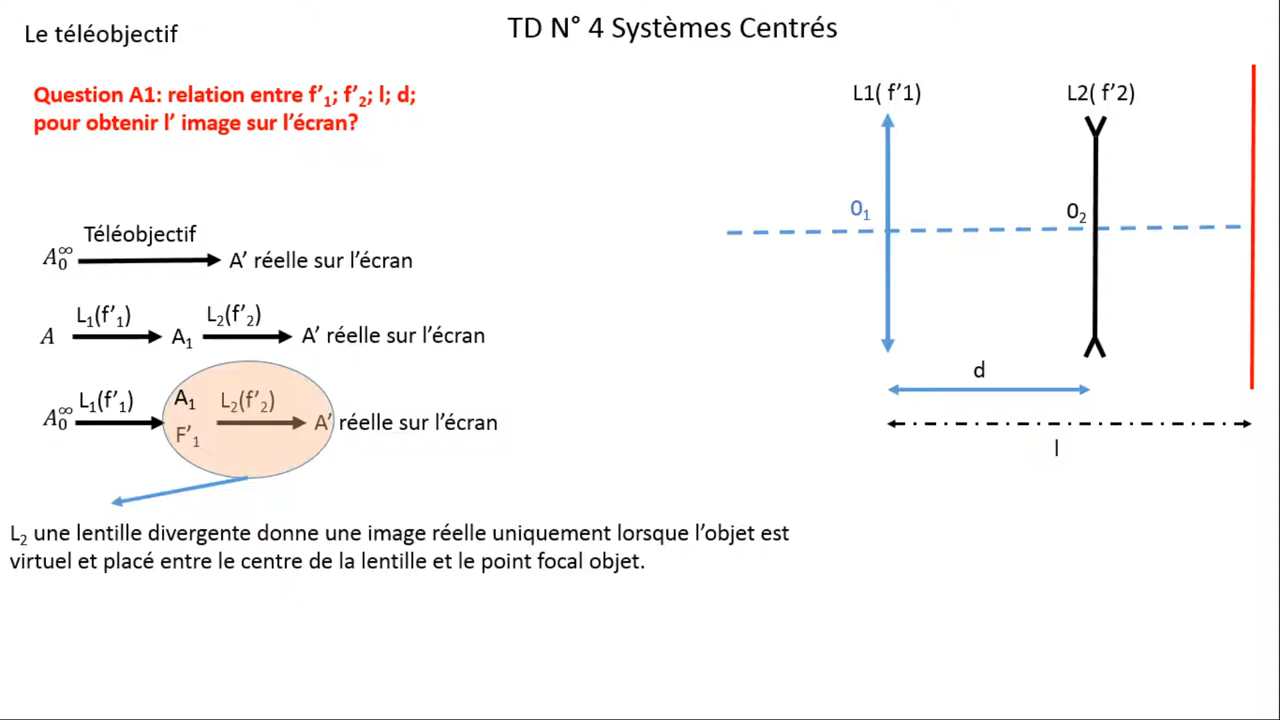 Le téléobjectif
TD N° 4 Systèmes Centrés
Question A1: relation entre f'₁; f'₂; l; d;
pour obtenir l' image sur l'écran?
Téléobjectif
A₀^∞ A' réelle sur l'écran
L₁(f'₁) L₂(f'₂)
A A₁ A' réelle sur l'écran
L₁(f'₁) A₁ L₂(f'₂)
A₀^∞ F'₁ A' réelle sur l'écran
L₂ une lentille divergente donne une image réelle uniquement lorsque l'objet est
virtuel et placé entre le centre de la lentille et le point focal objet.
L1( f'1) L2( f'2)
0₁ 0₂
d
l